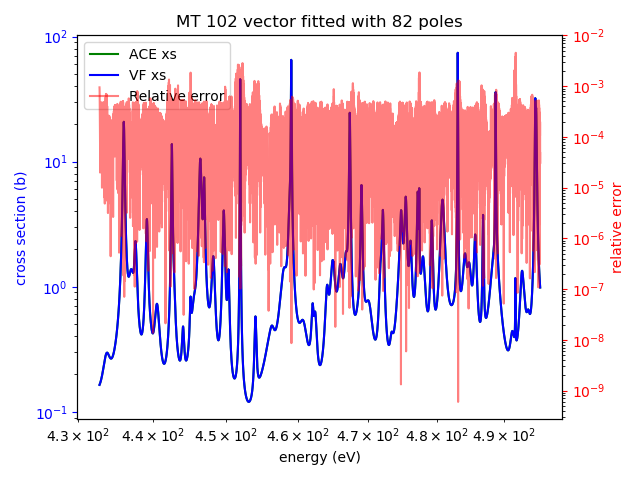 MT 102 vector fitted with 82 poles
ACE xs
VF xs
Relative error
cross section (b)
10²
10¹
10⁰
10⁻¹
10⁻²
10⁻³
10⁻⁴
10⁻⁵
10⁻⁶
10⁻⁷
10⁻⁸
10⁻⁹
relative error
4.3 × 10² 4.4 × 10² 4.5 × 10² 4.6 × 10² 4.7 × 10² 4.8 × 10² 4.9 × 10²
energy (eV)